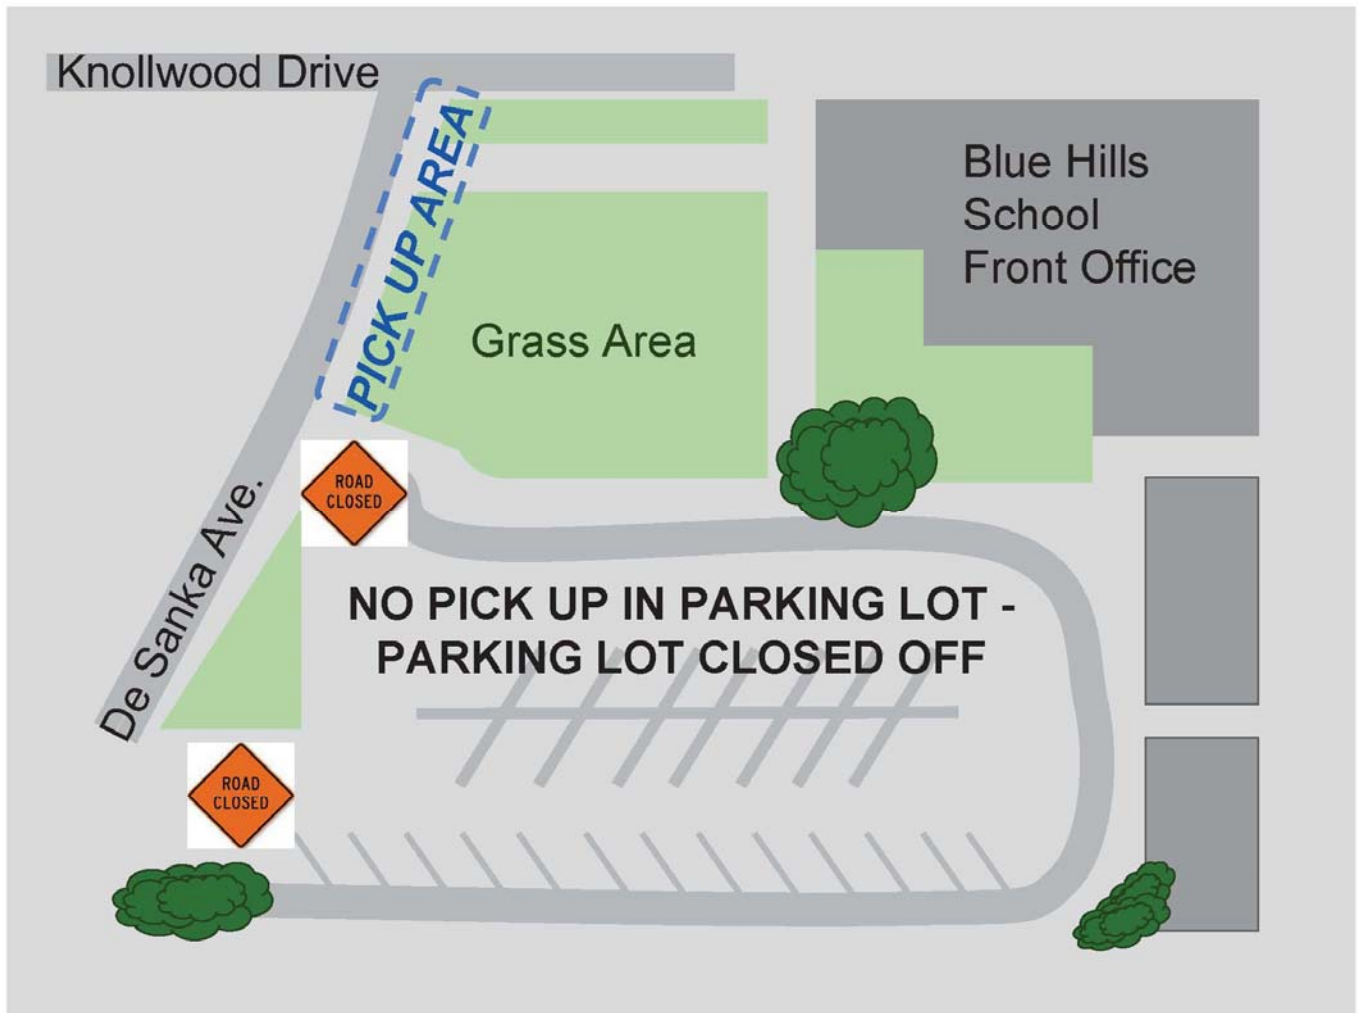 Knollwood Drive
PICK UP AREA
Blue Hills
School
Front Office
Grass Area
ROAD
CLOSED
De Sanka Ave.
NO PICK UP IN PARKING LOT -
PARKING LOT CLOSED OFF
ROAD
CLOSED